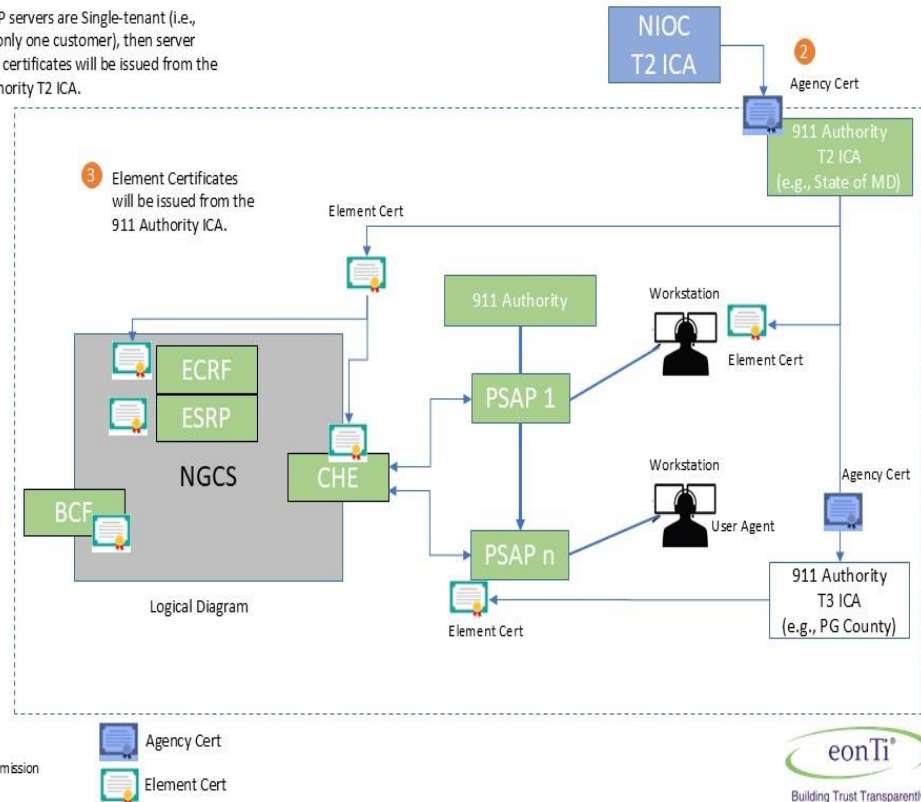 P servers are Single-tenant (i.e.,
only one customer), then server
certificates will be issued from the
T2 ICA.
NIOC
T2 ICA
2
Agency Cert
911 Authority
T2 ICA
(e.g., State of MD)
3
Element Certificates
will be issued from the
911 Authority ICA.
Element Cert
911 Authority
Workstation
Element Cert
ECRF
ESRP
NGCS
CHE
BCF
PSAP 1
PSAP n
Workstation
User Agent
Agency Cert
911 Authority
T3 ICA
(e.g., PG County)
Element Cert
Logical Diagram
Agency Cert
Element Cert
eonTi®
Building Trust